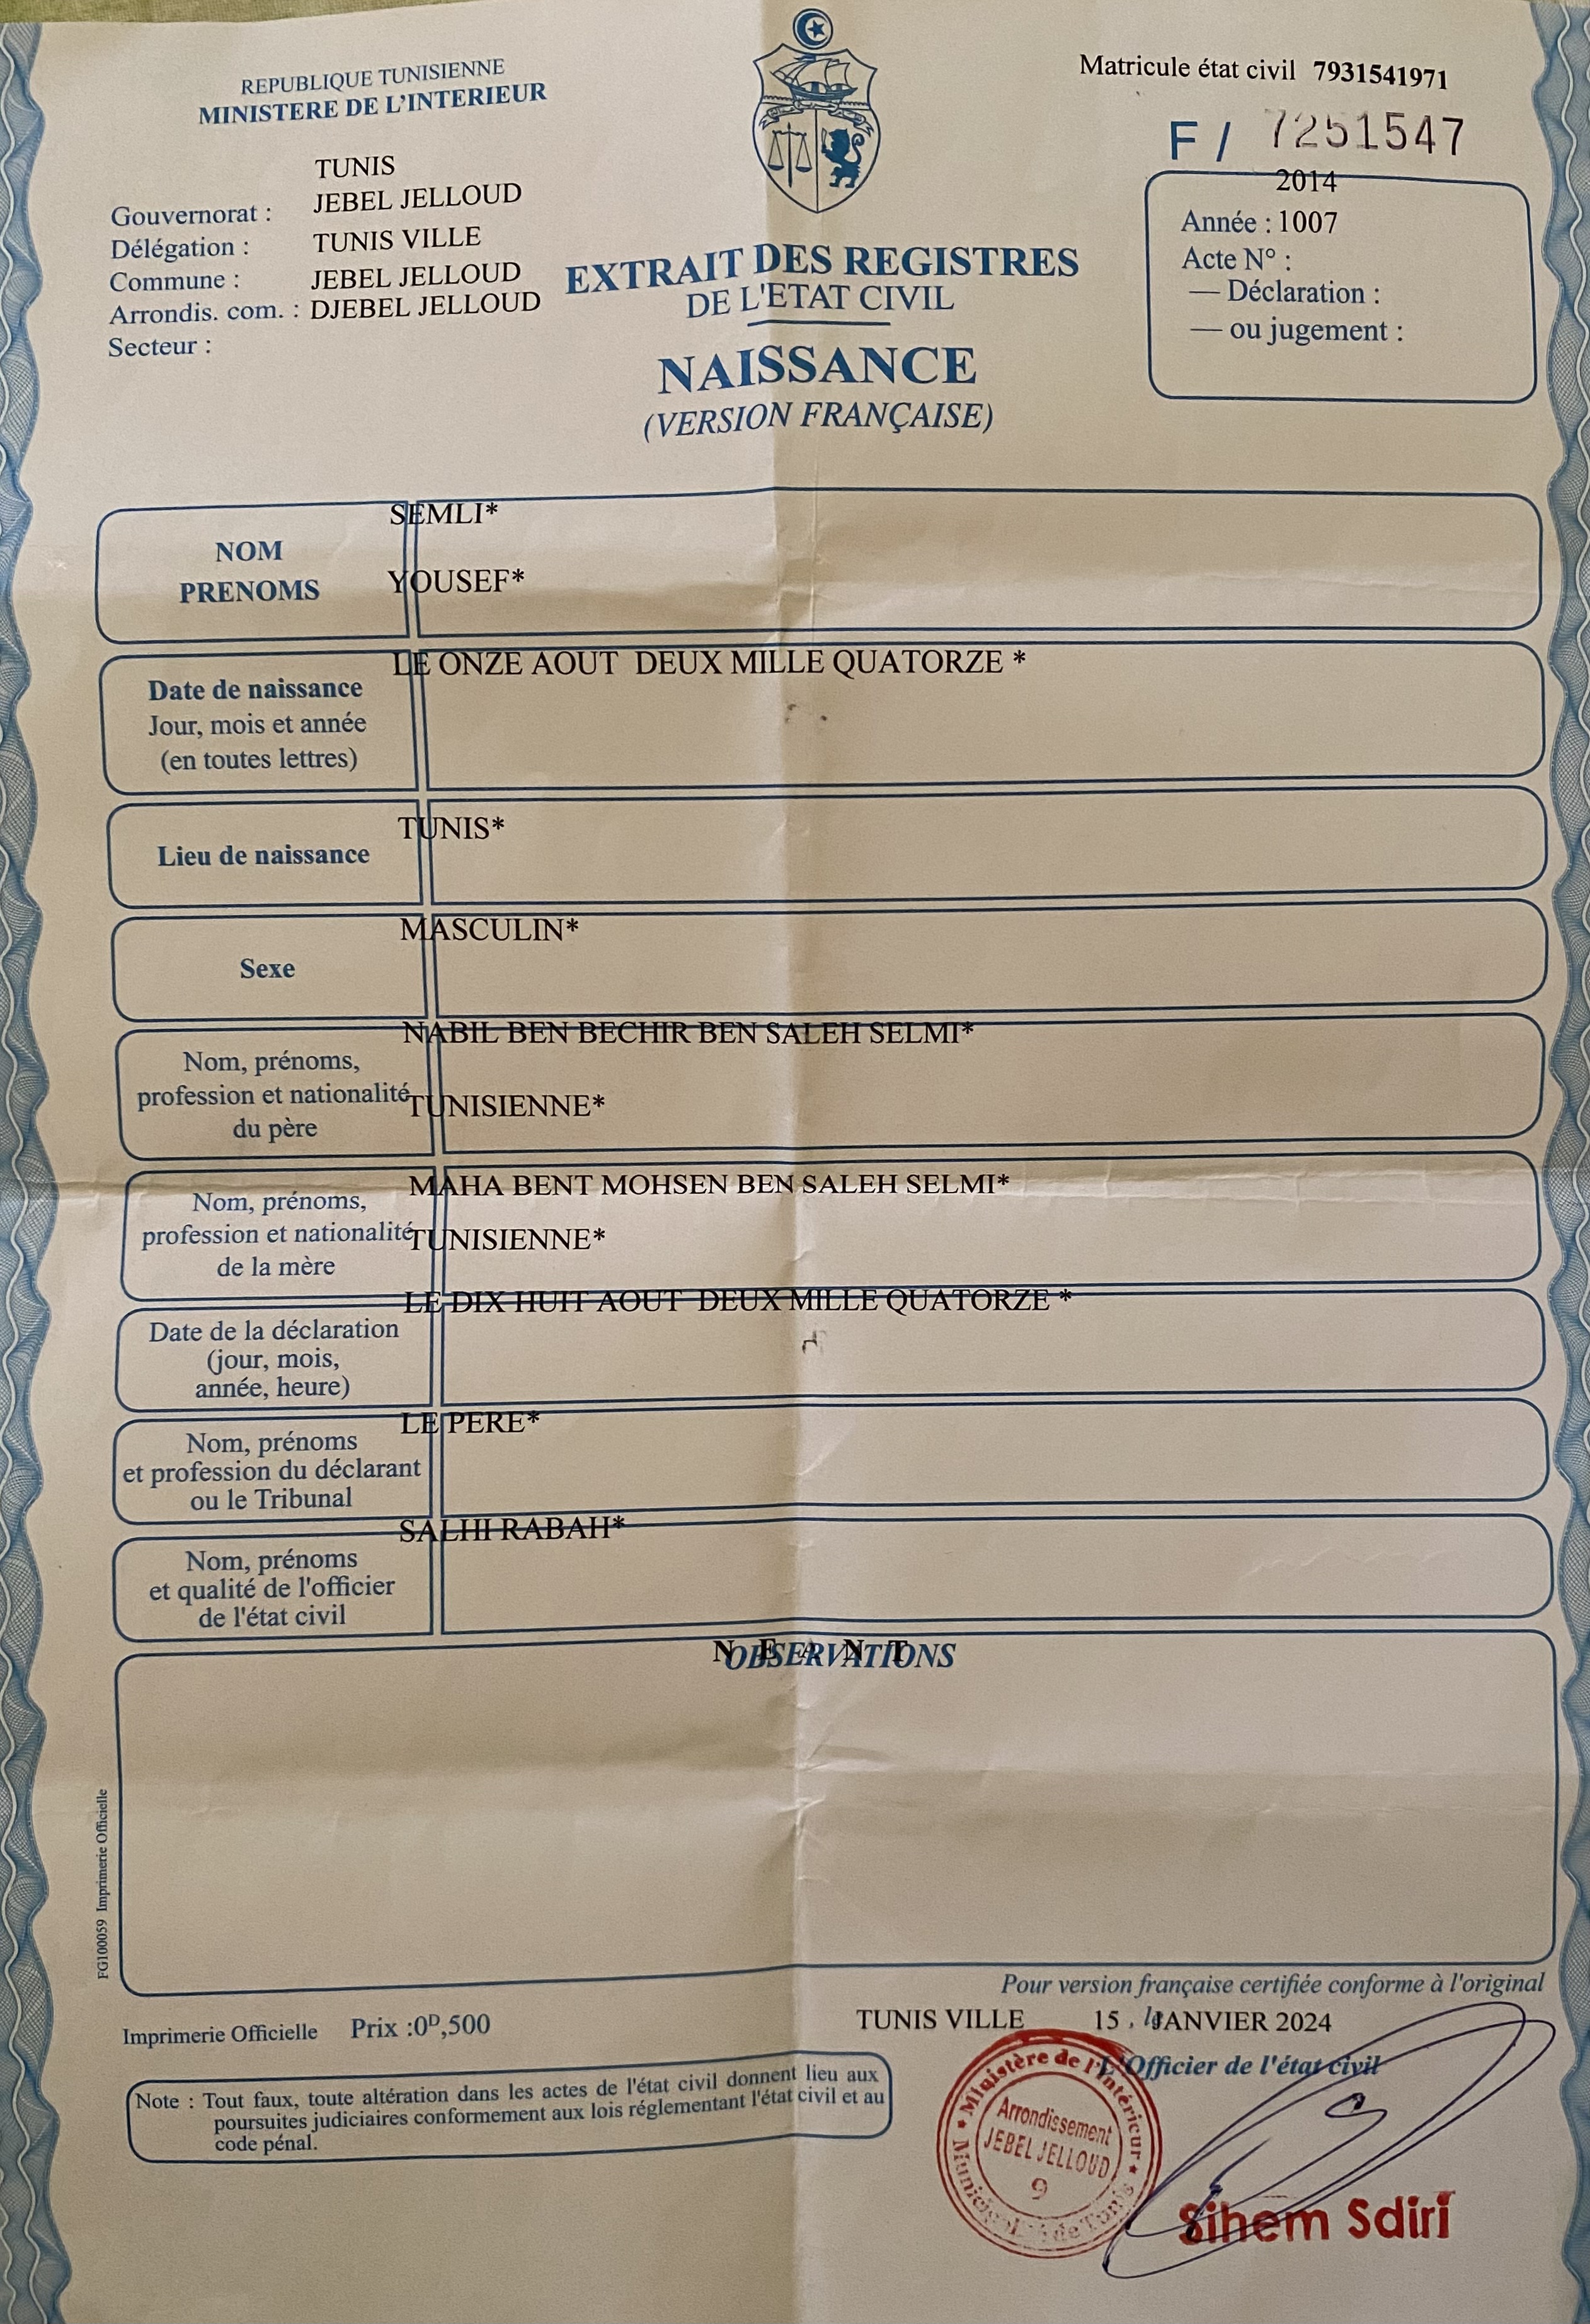 REPUBLIQUE TUNISIENNE
MINISTERE DE L'INTERIEUR
Matricule état civil 7931541971
F / 7251547
TUNIS
Gouvernorat : JEBEL JELLOUD
Délégation : TUNIS VILLE
Commune : JEBEL JELLOUD
Arrondis. com. : DJEBEL JELLOUD
Secteur :
2014
Année : 1007
Acte N° :
— Déclaration :
— ou jugement :
EXTRAIT DES REGISTRES
DE L'ETAT CIVIL
NAISSANCE
(VERSION FRANÇAISE)
NOM
PRENOMS
SEMLI*
YOUSEF*
Date de naissance
Jour, mois et année
(en toutes lettres)
LE ONZE AOUT DEUX MILLE QUATORZE *
Lieu de naissance
TUNIS*
Sexe
MASCULIN*
Nom, prénoms,
profession et nationalité
du père
NABIL BEN BECHIR BEN SALEH SELMI*
TUNISIENNE*
Nom, prénoms,
profession et nationalité
de la mère
MAHA BENT MOHSEN BEN SALEH SELMI*
TUNISIENNE*
Date de la déclaration
(jour, mois,
année, heure)
LE DIX HUIT AOUT DEUX MILLE QUATORZE *
Nom, prénoms
et profession du déclarant
ou le Tribunal
LE PERE*
Nom, prénoms
et qualité de l'officier
de l'état civil
SALHI RABAH*
OBSERVATIONS
N E A N T
FG100059 Imprimerie Officielle
Pour version française certifiée conforme à l'original
TUNIS VILLE , le 15 JANVIER 2024
L'Officier de l'état civil
Imprimerie Officielle Prix :0ᴰ,500
Note : Tout faux, toute altération dans les actes de l'état civil donnent lieu aux
poursuites judiciaires conformement aux lois réglementant l'état civil et au
code pénal.
Ministère de l'Intérieur
Arrondissement
JEBEL JELLOUD
9
Municipalité de Tunis
Sihem Sdiri